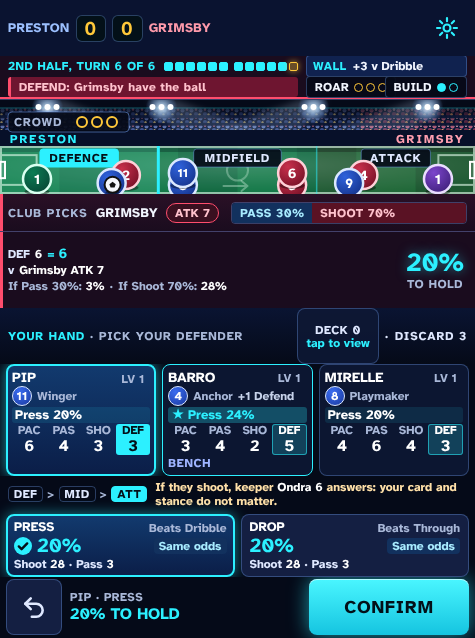 PRESTON 0 0 GRIMSBY
2ND HALF, TURN 6 OF 6
WALL +3 v Dribble
DEFEND: Grimsby have the ball
ROAR
BUILD
CROWD
PRESTON GRIMSBY
DEFENCE MIDFIELD ATTACK
1 2 11 6 9 4 1
CLUB PICKS GRIMSBY ATK 7 PASS 30% SHOOT 70%
DEF 6 = 6
v Grimsby ATK 7
If Pass 30%: 3% · If Shoot 70%: 28%
20%
TO HOLD
YOUR HAND · PICK YOUR DEFENDER
DECK 0
tap to view
· DISCARD 3
PIP LV 1
11 Winger
Press 20%
PAC PAS SHO DEF
6 4 3 3
BARRO LV 1
4 Anchor +1 Defend
★ Press 24%
PAC PAS SHO DEF
3 4 2 5
BENCH
MIRELLE LV 1
8 Playmaker
Press 20%
PAC PAS SHO DEF
4 6 4 3
DEF > MID > ATT
If they shoot, keeper Ondra 6 answers: your card and
stance do not matter.
PRESS Beats Dribble
20% Same odds
Shoot 28 · Pass 3
DROP Beats Through
20% Same odds
Shoot 28 · Pass 3
PIP · PRESS
20% TO HOLD
CONFIRM